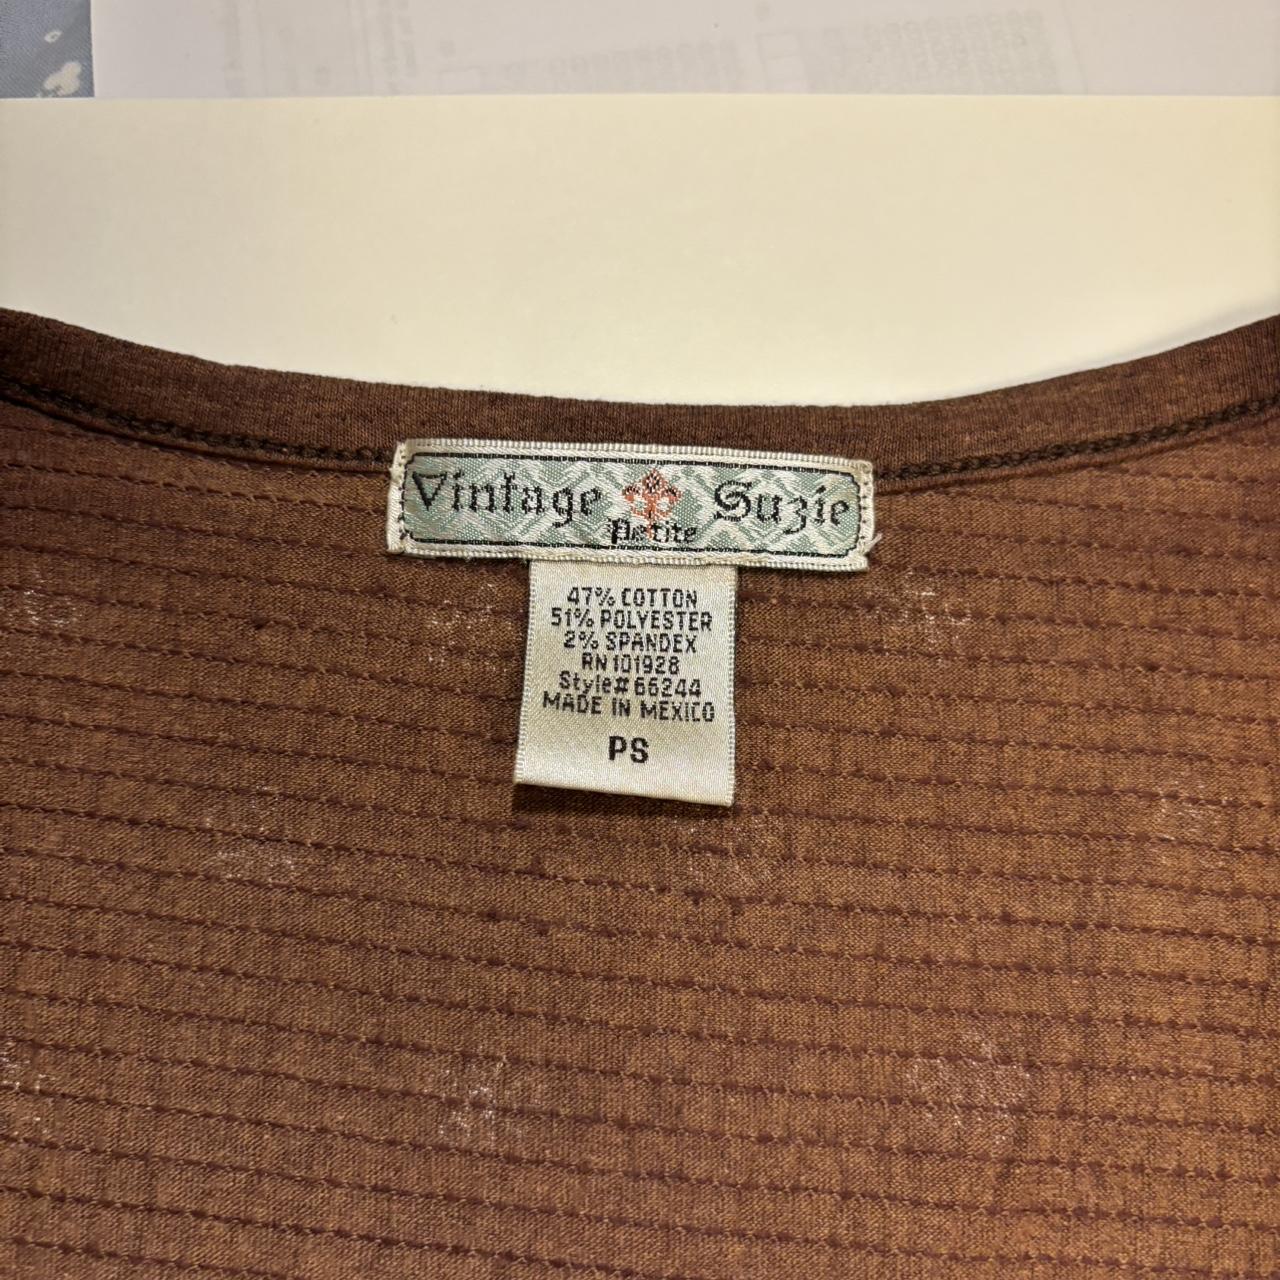 Vintage Suzie
Petite
47% COTTON
51% POLYESTER
2% SPANDEX
RN 101928
Style# 66244
MADE IN MEXICO
PS